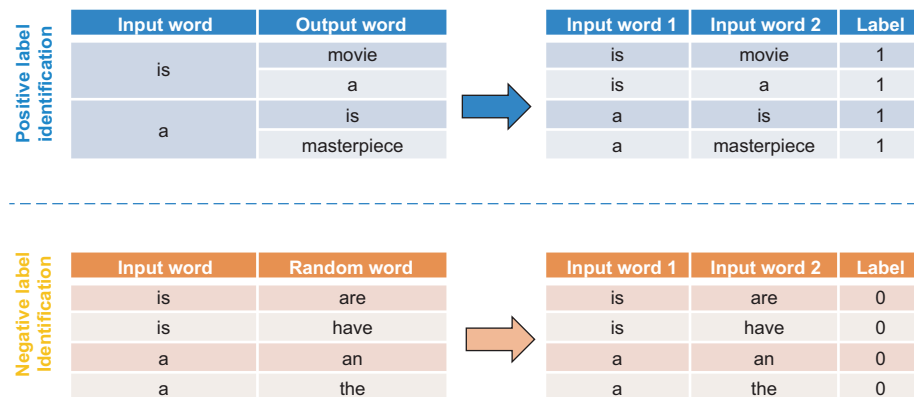 Positive label
identification
Input word Output word
is movie
a
a is
masterpiece
Input word 1 Input word 2 Label
is movie 1
is a 1
a is 1
a masterpiece 1
Negative label
Identification
Input word Random word
is are
is have
a an
a the
Input word 1 Input word 2 Label
is are 0
is have 0
a an 0
a the 0